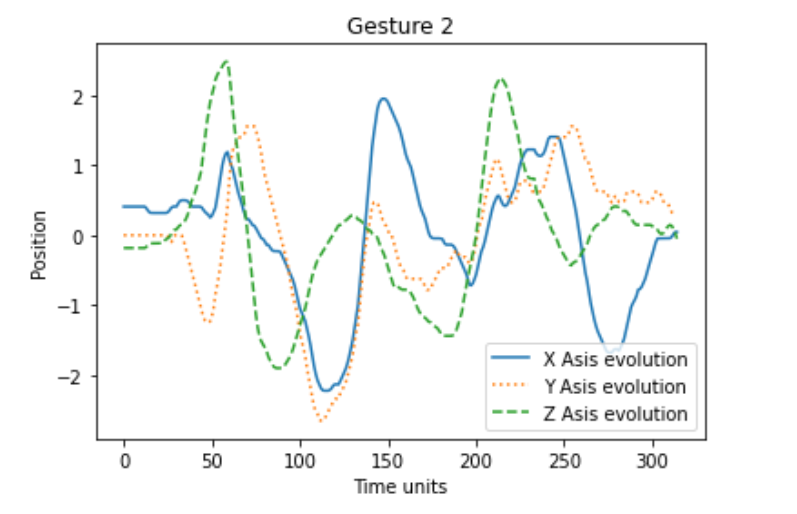 Gesture 2
Position
2
1
0
−1
−2
X Asis evolution
Y Asis evolution
Z Asis evolution
0 50 100 150 200 250 300
Time units